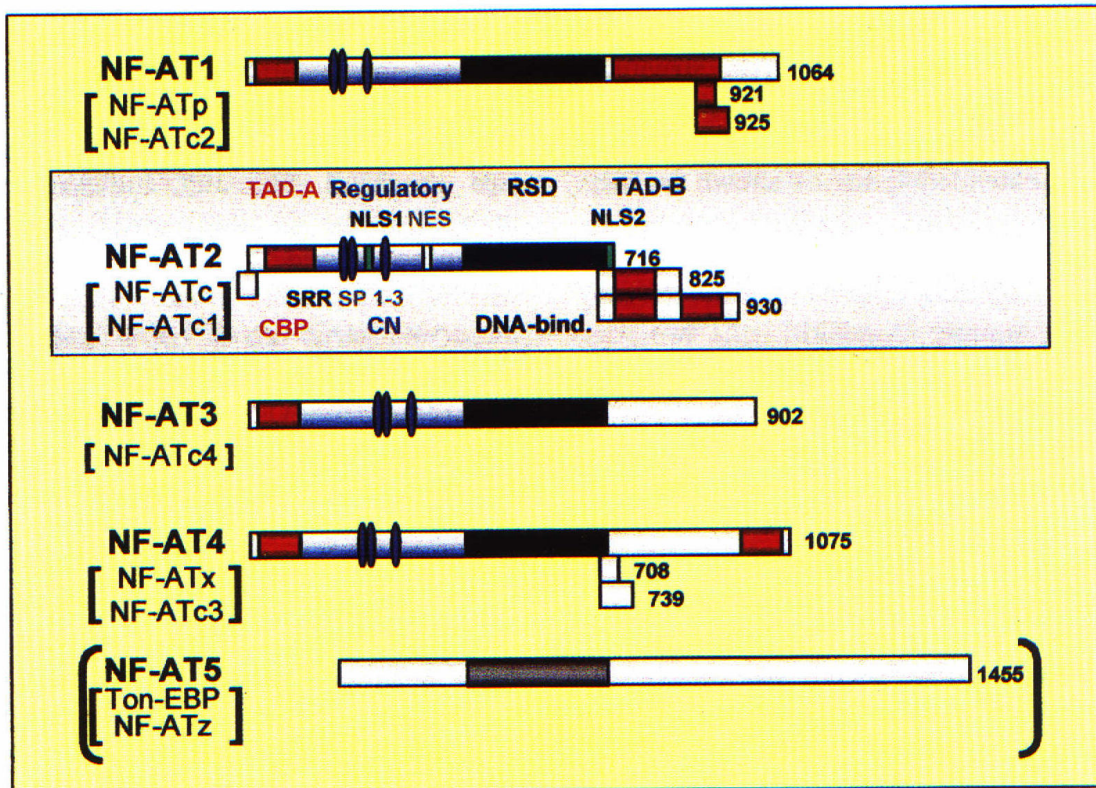 NF-AT1
1064
[ NF-ATp
NF-ATc2 ]
921
925
TAD-A Regulatory RSD TAD-B
NLS1 NES NLS2
NF-AT2
716
[ NF-ATc
NF-ATc1 ]
825
930
SRR SP 1-3
CBP CN DNA-bind.
NF-AT3
902
[ NF-ATc4 ]
NF-AT4
1075
[ NF-ATx
NF-ATc3 ]
708
739
( NF-AT5
1455 )
[ Ton-EBP
NF-ATz ]